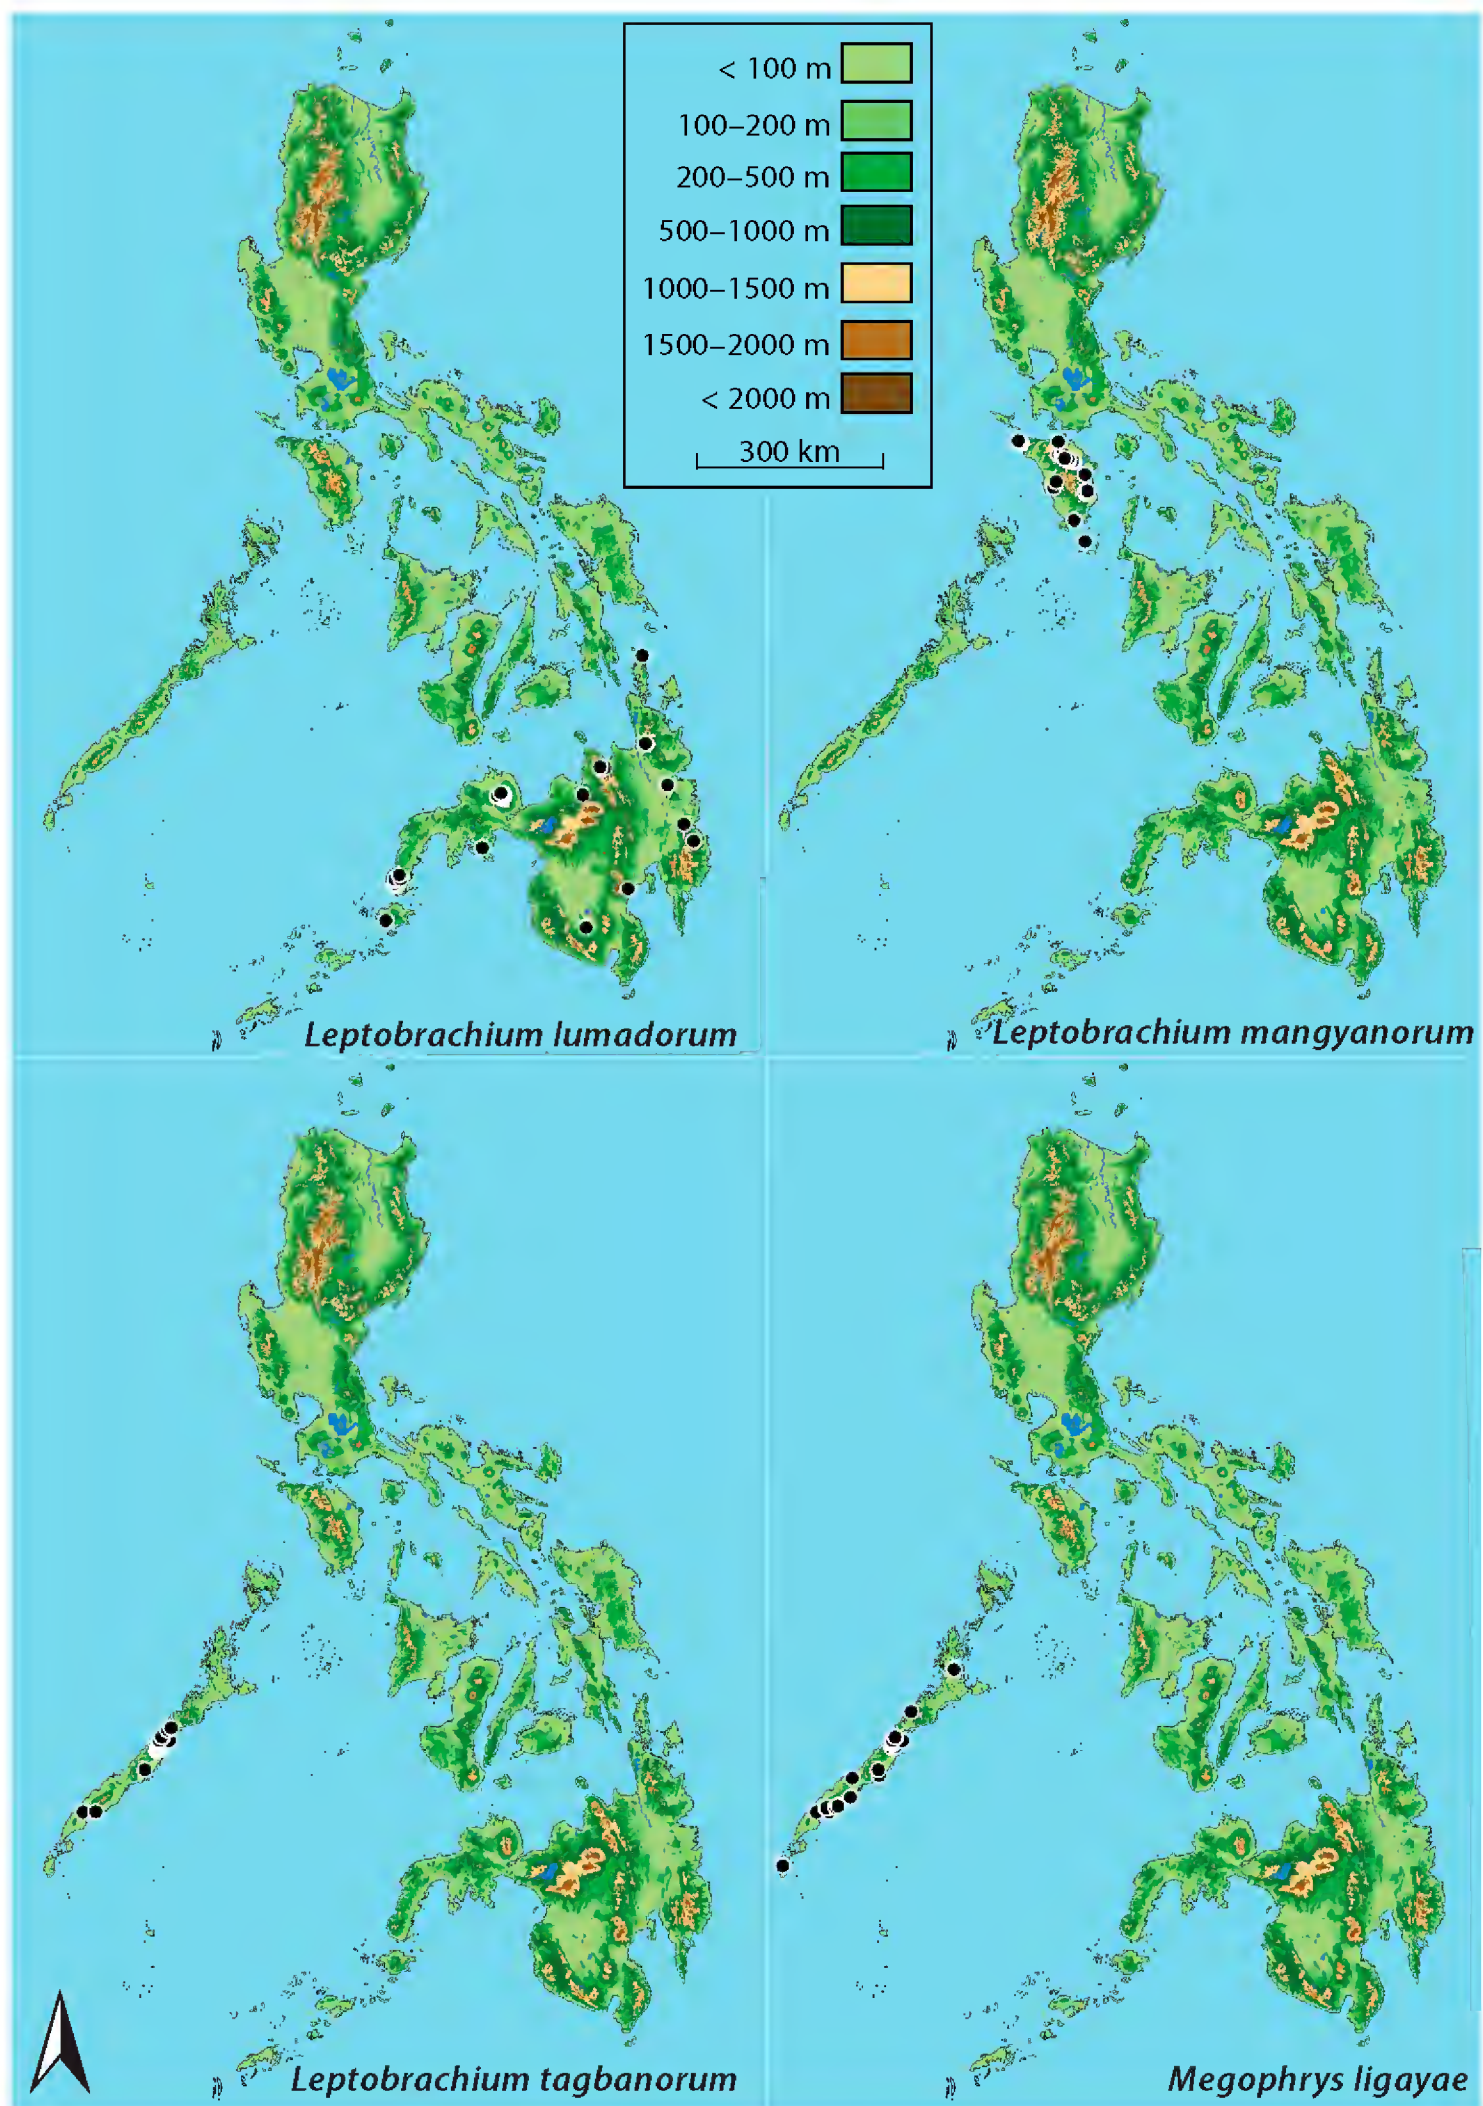 < 100 m
100–200 m
200–500 m
500–1000 m
1000–1500 m
1500–2000 m
< 2000 m
300 km
Leptobrachium lumadorum
Leptobrachium mangyanorum
Leptobrachium tagbanorum
Megophrys ligayae